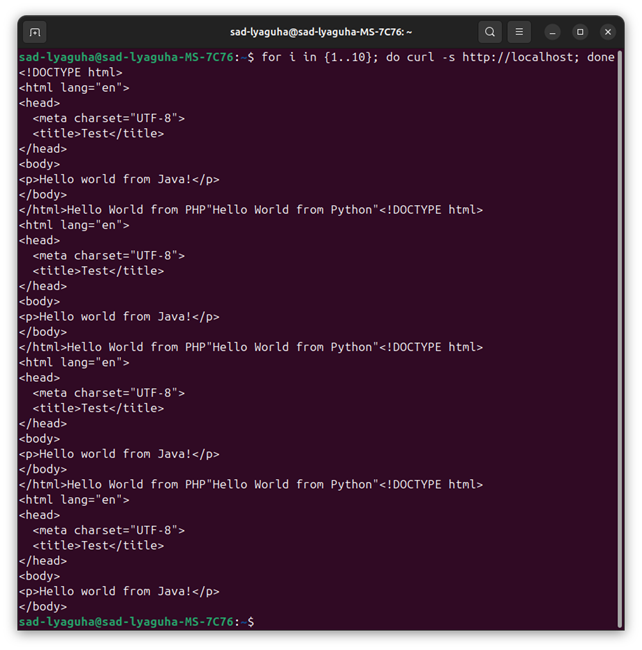 sad-lyaguha@sad-lyaguha-MS-7C76: ~
sad-lyaguha@sad-lyaguha-MS-7C76:~$ for i in {1..10}; do curl -s http://localhost; done
<!DOCTYPE html>
<html lang="en">
<head>
  <meta charset="UTF-8">
  <title>Test</title>
</head>
<body>
<p>Hello world from Java!</p>
</body>
</html>Hello World from PHP"Hello World from Python"<!DOCTYPE html>
<html lang="en">
<head>
  <meta charset="UTF-8">
  <title>Test</title>
</head>
<body>
<p>Hello world from Java!</p>
</body>
</html>Hello World from PHP"Hello World from Python"<!DOCTYPE html>
<html lang="en">
<head>
  <meta charset="UTF-8">
  <title>Test</title>
</head>
<body>
<p>Hello world from Java!</p>
</body>
</html>Hello World from PHP"Hello World from Python"<!DOCTYPE html>
<html lang="en">
<head>
  <meta charset="UTF-8">
  <title>Test</title>
</head>
<body>
<p>Hello world from Java!</p>
</body>
sad-lyaguha@sad-lyaguha-MS-7C76:~$